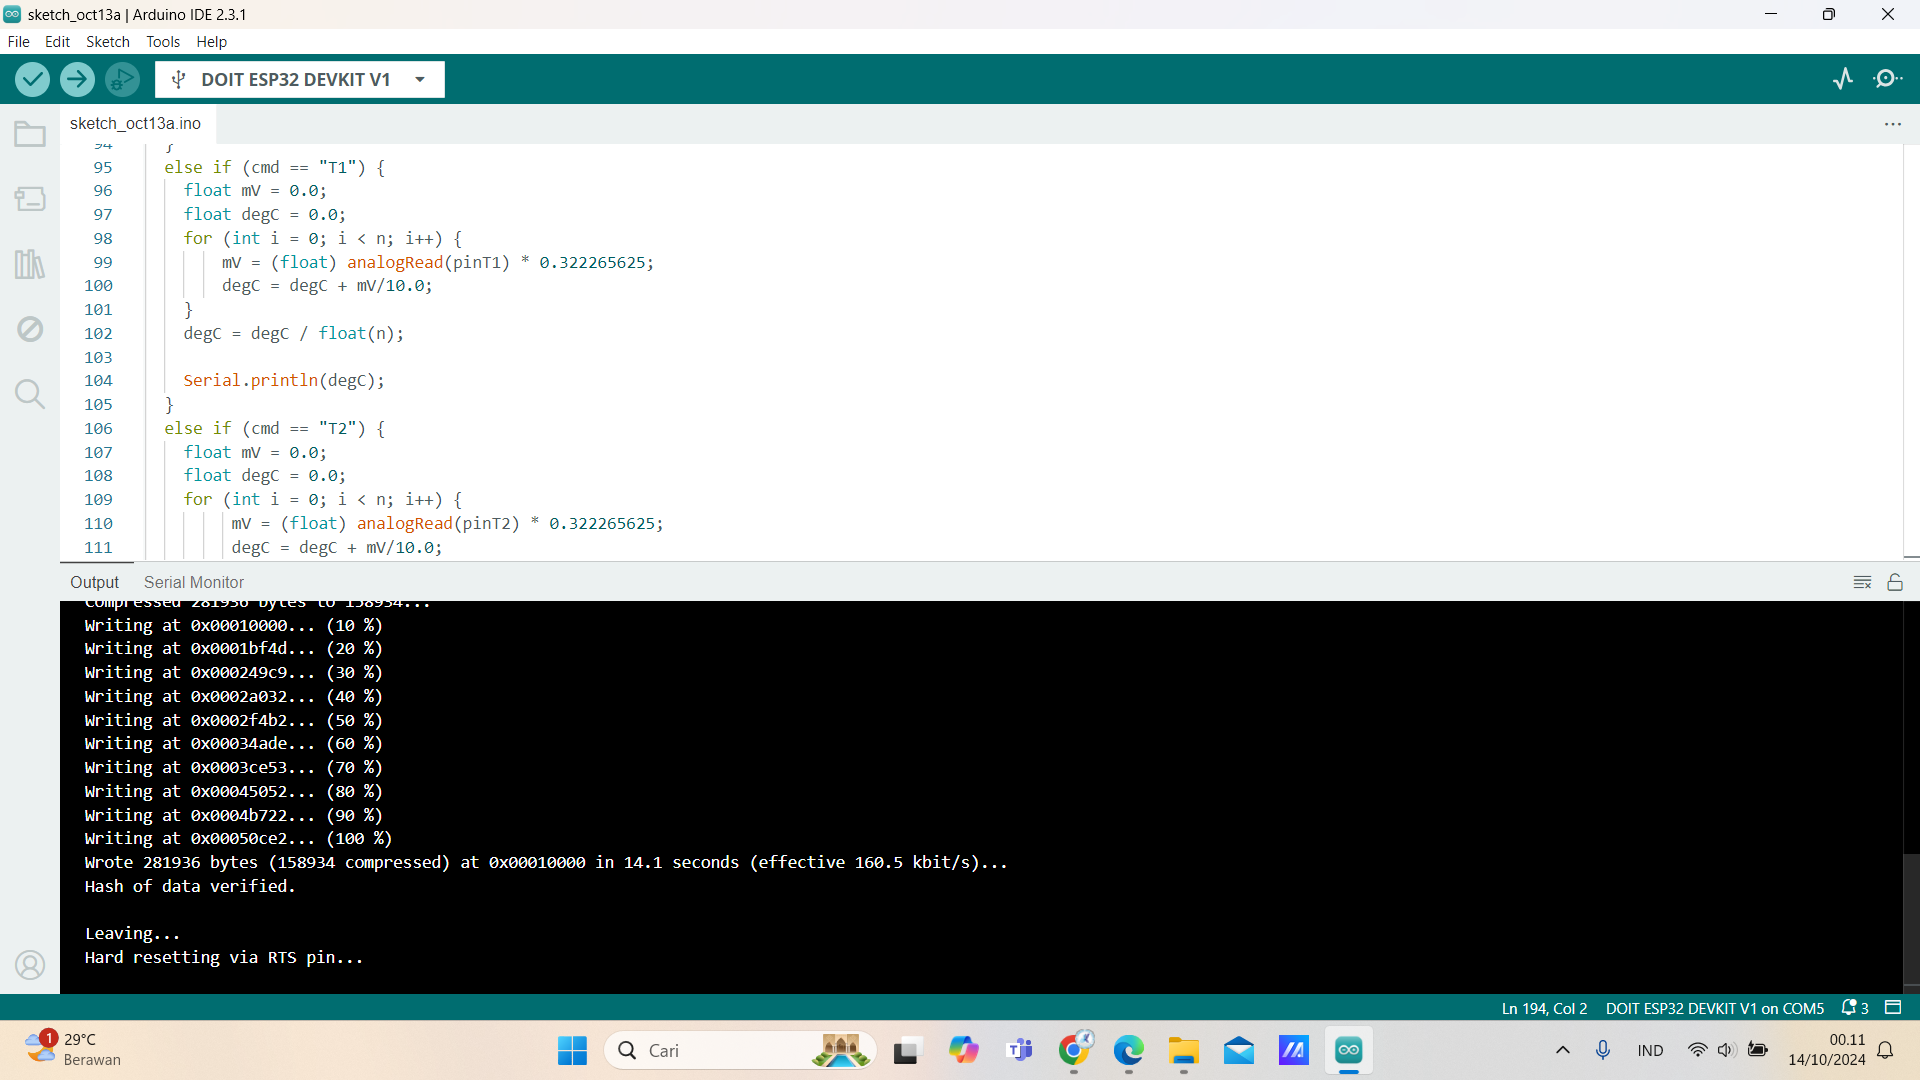 sketch_oct13a | Arduino IDE 2.3.1
File Edit Sketch Tools Help
DOIT ESP32 DEVKIT V1
sketch_oct13a.ino
94 }
95 else if (cmd == "T1") {
96 float mV = 0.0;
97 float degC = 0.0;
98 for (int i = 0; i < n; i++) {
99 mV = (float) analogRead(pinT1) * 0.322265625;
100 degC = degC + mV/10.0;
101 }
102 degC = degC / float(n);
103
104 Serial.println(degC);
105 }
106 else if (cmd == "T2") {
107 float mV = 0.0;
108 float degC = 0.0;
109 for (int i = 0; i < n; i++) {
110 mV = (float) analogRead(pinT2) * 0.322265625;
111 degC = degC + mV/10.0;
Output Serial Monitor
Compressed 281936 bytes to 158934...
Writing at 0x00010000... (10 %)
Writing at 0x0001bf4d... (20 %)
Writing at 0x000249c9... (30 %)
Writing at 0x0002a032... (40 %)
Writing at 0x0002f4b2... (50 %)
Writing at 0x00034ade... (60 %)
Writing at 0x0003ce53... (70 %)
Writing at 0x00045052... (80 %)
Writing at 0x0004b722... (90 %)
Writing at 0x00050ce2... (100 %)
Wrote 281936 bytes (158934 compressed) at 0x00010000 in 14.1 seconds (effective 160.5 kbit/s)...
Hash of data verified.
Leaving...
Hard resetting via RTS pin...
Ln 194, Col 2 DOIT ESP32 DEVKIT V1 on COM5 3
1
29°C
Berawan
Cari
IND
00.11
14/10/2024